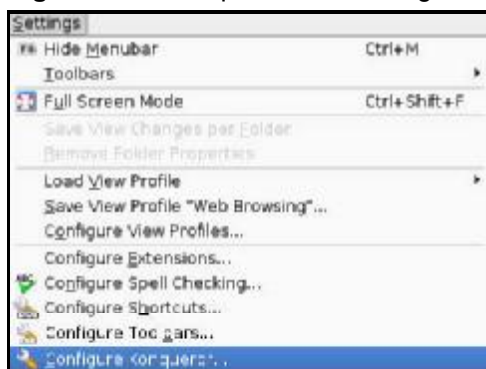 Settings
Hide Menubar Ctrl+M
Toolbars
Full Screen Mode Ctrl+Shift+F
Save View Changes per Folder
Remove Folder Properties
Load View Profile
Save View Profile "Web Browsing"...
Configure View Profiles...
Configure Extensions...
Configure Spell Checking...
Configure Shortcuts...
Configure Toolbars...
Configure Konqueror...